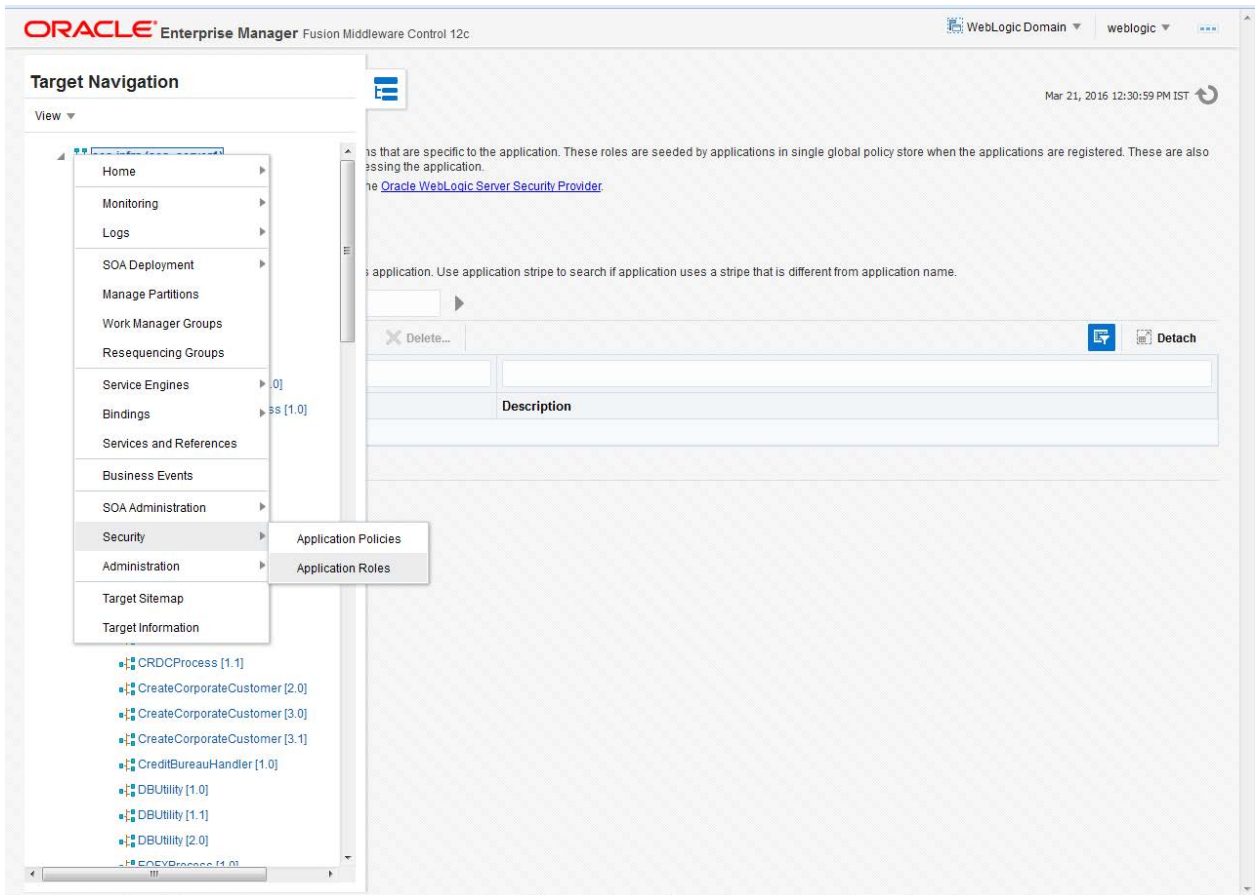 ORACLE Enterprise Manager Fusion Middleware Control 12c
WebLogic Domain
weblogic
Target Navigation
View
Mar 21, 2016 12:30:59 PM IST
that are specific to the application. These roles are seeded by applications in single global policy store when the applications are registered. These are also
the application.
Oracle WebLogic Server Security Provider.
application. Use application stripe to search if application uses a stripe that is different from application name.
Home
Monitoring
Logs
SOA Deployment
Manage Partitions
Work Manager Groups
Resequencing Groups
Delete...
Detach
Service Engines
.0]
Bindings
ss [1.0]
Description
Services and References
Business Events
SOA Administration
Security
Application Policies
Administration
Application Roles
Target Sitemap
Target Information
CRDCProcess [1.1]
CreateCorporateCustomer [2.0]
CreateCorporateCustomer [3.0]
CreateCorporateCustomer [3.1]
CreditBureauHandler [1.0]
DBUtility [1.0]
DBUtility [1.1]
DBUtility [2.0]